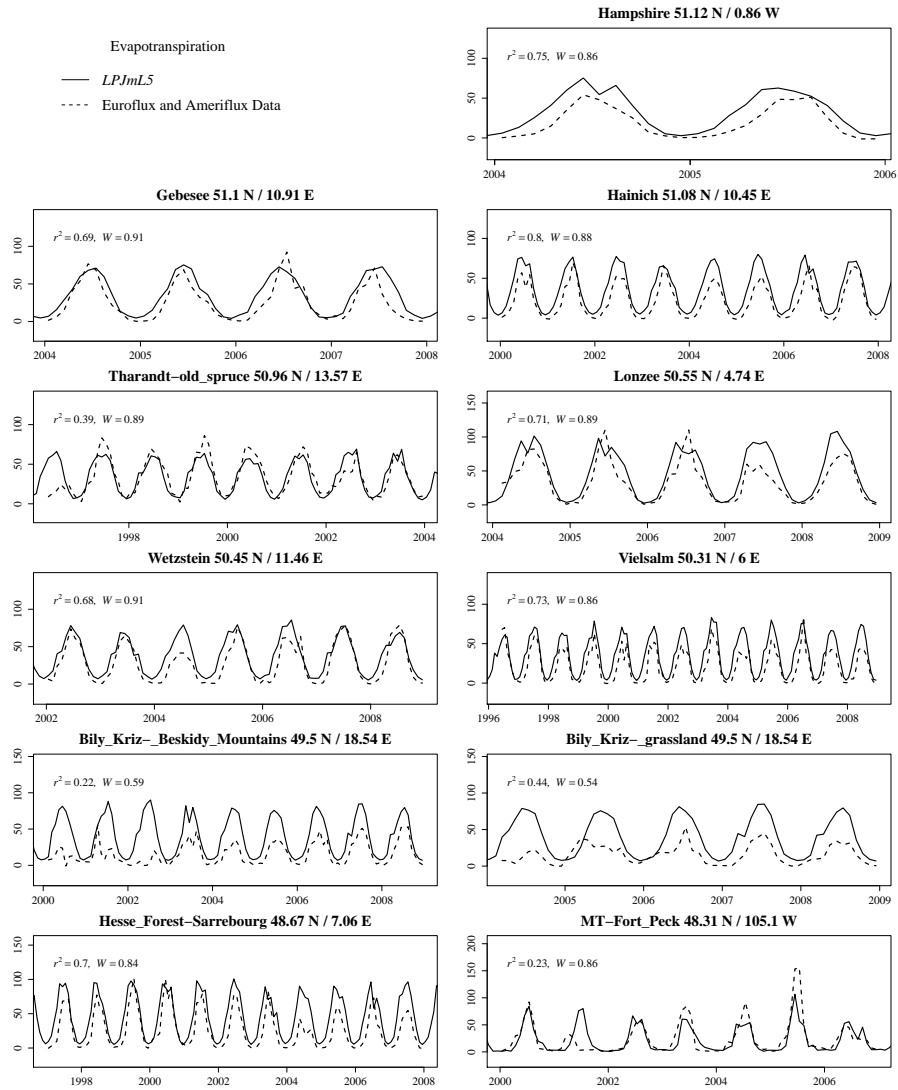 Evapotranspiration
LPJmL5
Euroflux and Ameriflux Data
Hampshire 51.12 N / 0.86 W
r² = 0.75, W = 0.86
0 50 100
2004 2005 2006
Gebesee 51.1 N / 10.91 E
r² = 0.69, W = 0.91
0 50 100
2004 2005 2006 2007 2008
Hainich 51.08 N / 10.45 E
r² = 0.8, W = 0.88
0 50 100
2000 2002 2004 2006 2008
Tharandt−old_spruce 50.96 N / 13.57 E
r² = 0.39, W = 0.89
0 50 100
1998 2000 2002 2004
Lonzee 50.55 N / 4.74 E
r² = 0.71, W = 0.89
0 50 100 150
2004 2005 2006 2007 2008 2009
Wetzstein 50.45 N / 11.46 E
r² = 0.68, W = 0.91
0 50 100
2002 2004 2006 2008
Vielsalm 50.31 N / 6 E
r² = 0.73, W = 0.86
0 50 100
1996 1998 2000 2002 2004 2006 2008
Bily_Kriz−_Beskidy_Mountains 49.5 N / 18.54 E
r² = 0.22, W = 0.59
0 50 100 150
2000 2002 2004 2006 2008
Bily_Kriz−_grassland 49.5 N / 18.54 E
r² = 0.44, W = 0.54
0 50 100 150
2005 2006 2007 2008 2009
Hesse_Forest−Sarrebourg 48.67 N / 7.06 E
r² = 0.7, W = 0.84
0 50 100 150
1998 2000 2002 2004 2006 2008
MT−Fort_Peck 48.31 N / 105.1 W
r² = 0.23, W = 0.86
0 50 100 150 200
2000 2002 2004 2006